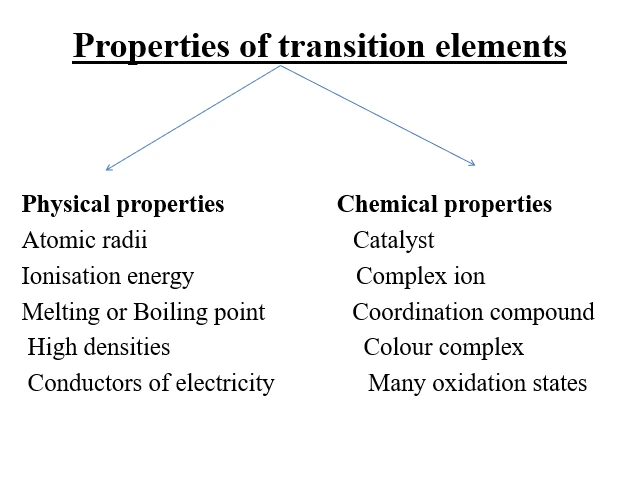 Properties of transition elements
Physical properties
Atomic radii
Ionisation energy
Melting or Boiling point
High densities
Conductors of electricity
Chemical properties
Catalyst
Complex ion
Coordination compound
Colour complex
Many oxidation states